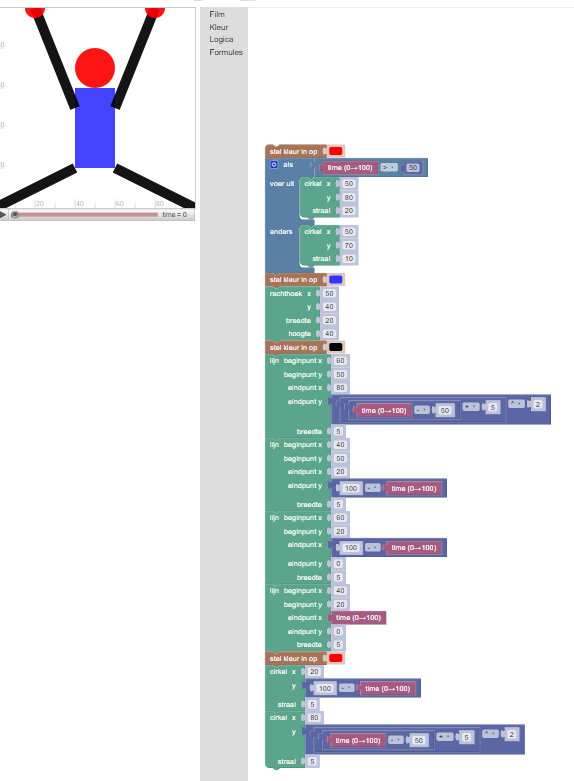 Film
Kleur
Logica
Formules
0
0
0
0
20 40 60 80
time = 0
stel kleur in op
als time (0→100) > 50
voer uit cirkel x 50
y 80
straal 20
anders cirkel x 50
y 70
straal 10
stel kleur in op
rechthoek x 50
y 40
breedte 20
hoogte 40
stel kleur in op
lijn beginpunt x 60
beginpunt y 50
eindpunt x 80
eindpunt y time (0→100) - 50 ÷ 5 ^ 2
breedte 5
lijn beginpunt x 40
beginpunt y 50
eindpunt x 20
eindpunt y 100 - time (0→100)
breedte 5
lijn beginpunt x 60
beginpunt y 20
eindpunt x 100 - time (0→100)
eindpunt y 0
breedte 5
lijn beginpunt x 40
beginpunt y 20
eindpunt x time (0→100)
eindpunt y 0
breedte 5
stel kleur in op
cirkel x 20
y 100 - time (0→100)
straal 5
cirkel x 80
y time (0→100) - 50 ÷ 5 ^ 2
straal 5